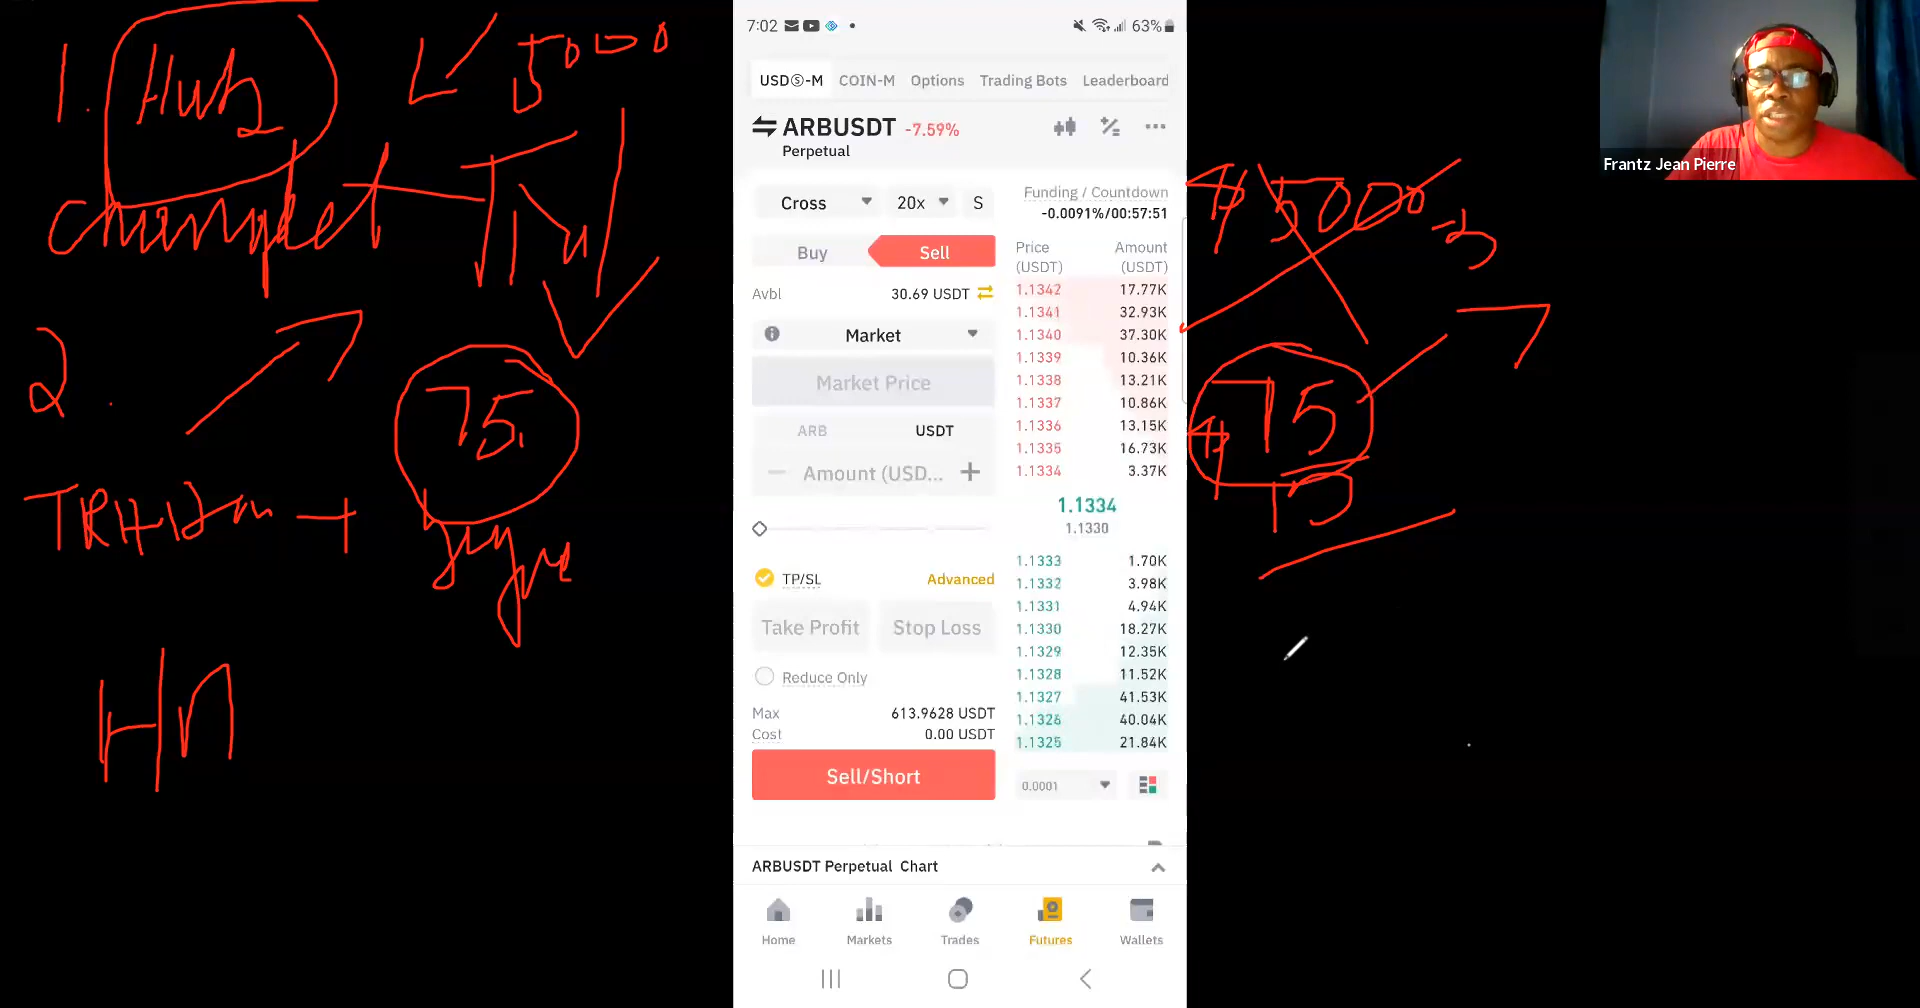 1. Hub
5000
2.
75
HM
7:02
63%
USDⓈ-M COIN-M Options Trading Bots Leaderboard
ARBUSDT -7.59%
Perpetual
Cross 20x S
Buy Sell
Avbl 30.69 USDT
Market
Market Price
ARB USDT
− Amount (USD... +
TP/SL Advanced
Take Profit Stop Loss
Reduce Only
Max 613.9628 USDT
Cost 0.00 USDT
Sell/Short
Funding / Countdown
-0.0091%/00:57:51
Price Amount
(USDT) (USDT)
1.1342 17.77K
1.1341 32.93K
1.1340 37.30K
1.1339 10.36K
1.1338 13.21K
1.1337 10.86K
1.1336 13.15K
1.1335 16.73K
1.1334 3.37K
1.1334
1.1330
1.1333 1.70K
1.1332 3.98K
1.1331 4.94K
1.1330 18.27K
1.1329 12.35K
1.1328 11.52K
1.1327 41.53K
1.1326 40.04K
1.1325 21.84K
0.0001
ARBUSDT Perpetual Chart
Home Markets Trades Futures Wallets
$ 5000
$ 75
15
Frantz Jean Pierre